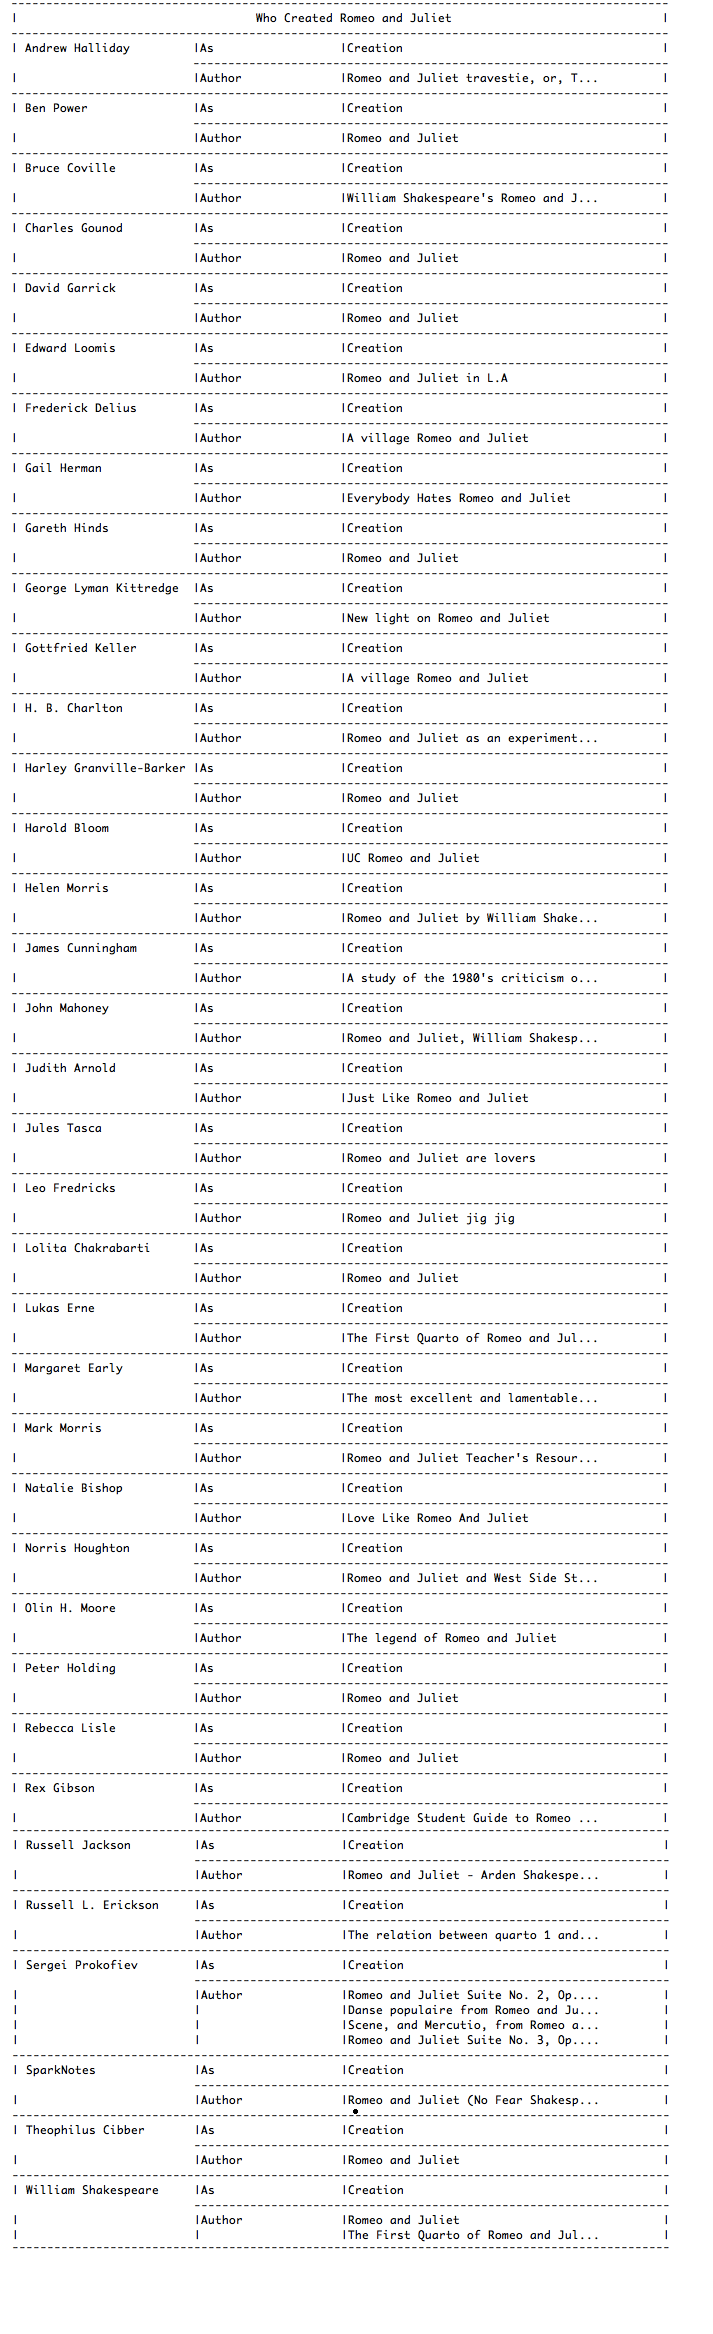 Who Created Romeo and Juliet
| Andrew Halliday |As |Creation |
| |Author |Romeo and Juliet travestie, or, T... |
| Ben Power |As |Creation |
| |Author |Romeo and Juliet |
| Bruce Coville |As |Creation |
| |Author |William Shakespeare's Romeo and J... |
| Charles Gounod |As |Creation |
| |Author |Romeo and Juliet |
| David Garrick |As |Creation |
| |Author |Romeo and Juliet |
| Edward Loomis |As |Creation |
| |Author |Romeo and Juliet in L.A |
| Frederick Delius |As |Creation |
| |Author |A village Romeo and Juliet |
| Gail Herman |As |Creation |
| |Author |Everybody Hates Romeo and Juliet |
| Gareth Hinds |As |Creation |
| |Author |Romeo and Juliet |
| George Lyman Kittredge |As |Creation |
| |Author |New light on Romeo and Juliet |
| Gottfried Keller |As |Creation |
| |Author |A village Romeo and Juliet |
| H. B. Charlton |As |Creation |
| |Author |Romeo and Juliet as an experiment... |
| Harley Granville-Barker |As |Creation |
| |Author |Romeo and Juliet |
| Harold Bloom |As |Creation |
| |Author |UC Romeo and Juliet |
| Helen Morris |As |Creation |
| |Author |Romeo and Juliet by William Shake... |
| James Cunningham |As |Creation |
| |Author |A study of the 1980's criticism o... |
| John Mahoney |As |Creation |
| |Author |Romeo and Juliet, William Shakesp... |
| Judith Arnold |As |Creation |
| |Author |Just Like Romeo and Juliet |
| Jules Tasca |As |Creation |
| |Author |Romeo and Juliet are lovers |
| Leo Fredricks |As |Creation |
| |Author |Romeo and Juliet jig jig |
| Lolita Chakrabarti |As |Creation |
| |Author |Romeo and Juliet |
| Lukas Erne |As |Creation |
| |Author |The First Quarto of Romeo and Jul... |
| Margaret Early |As |Creation |
| |Author |The most excellent and lamentable... |
| Mark Morris |As |Creation |
| |Author |Romeo and Juliet Teacher's Resour... |
| Natalie Bishop |As |Creation |
| |Author |Love Like Romeo And Juliet |
| Norris Houghton |As |Creation |
| |Author |Romeo and Juliet and West Side St... |
| Olin H. Moore |As |Creation |
| |Author |The legend of Romeo and Juliet |
| Peter Holding |As |Creation |
| |Author |Romeo and Juliet |
| Rebecca Lisle |As |Creation |
| |Author |Romeo and Juliet |
| Rex Gibson |As |Creation |
| |Author |Cambridge Student Guide to Romeo ... |
| Russell Jackson |As |Creation |
| |Author |Romeo and Juliet - Arden Shakespe... |
| Russell L. Erickson |As |Creation |
| |Author |The relation between quarto 1 and... |
| Sergei Prokofiev |As |Creation |
| |Author |Romeo and Juliet Suite No. 2, Op.... |
| | |Danse populaire from Romeo and Ju... |
| | |Scene, and Mercutio, from Romeo a... |
| | |Romeo and Juliet Suite No. 3, Op.... |
| SparkNotes |As |Creation |
| |Author |Romeo and Juliet (No Fear Shakesp... |
| Theophilus Cibber |As |Creation |
| |Author |Romeo and Juliet |
| William Shakespeare |As |Creation |
| |Author |Romeo and Juliet |
| | |The First Quarto of Romeo and Jul... |